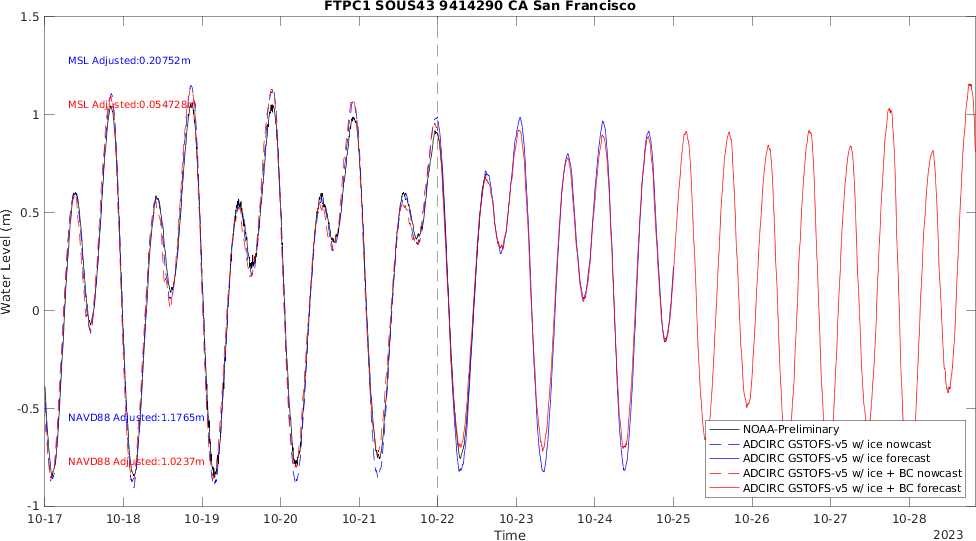 FTPC1 SOUS43 9414290 CA San Francisco
1.5
1
0.5
0
-0.5
-1
Water Level (m)
MSL Adjusted:0.20752m
MSL Adjusted:0.054728m
NAVD88 Adjusted:1.1765m
NAVD88 Adjusted:1.0237m
NOAA-Preliminary
ADCIRC GSTOFS-v5 w/ ice nowcast
ADCIRC GSTOFS-v5 w/ ice forecast
ADCIRC GSTOFS-v5 w/ ice + BC nowcast
ADCIRC GSTOFS-v5 w/ ice + BC forecast
10-17 10-18 10-19 10-20 10-21 10-22 10-23 10-24 10-25 10-26 10-27 10-28
Time
2023